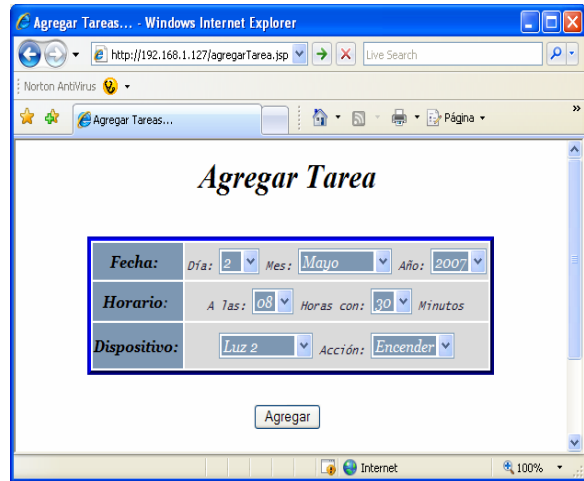 Agregar Tareas... - Windows Internet Explorer
http://192.168.1.127/agregarTarea.jsp Live Search
Norton AntiVirus
Agregar Tareas... Página »
Agregar Tarea
Fecha: Día: 2 Mes: Mayo Año: 2007
Horario: A las: 08 Horas con: 30 Minutos
Dispositivo: Luz 2 Acción: Encender
Agregar
Internet 100%